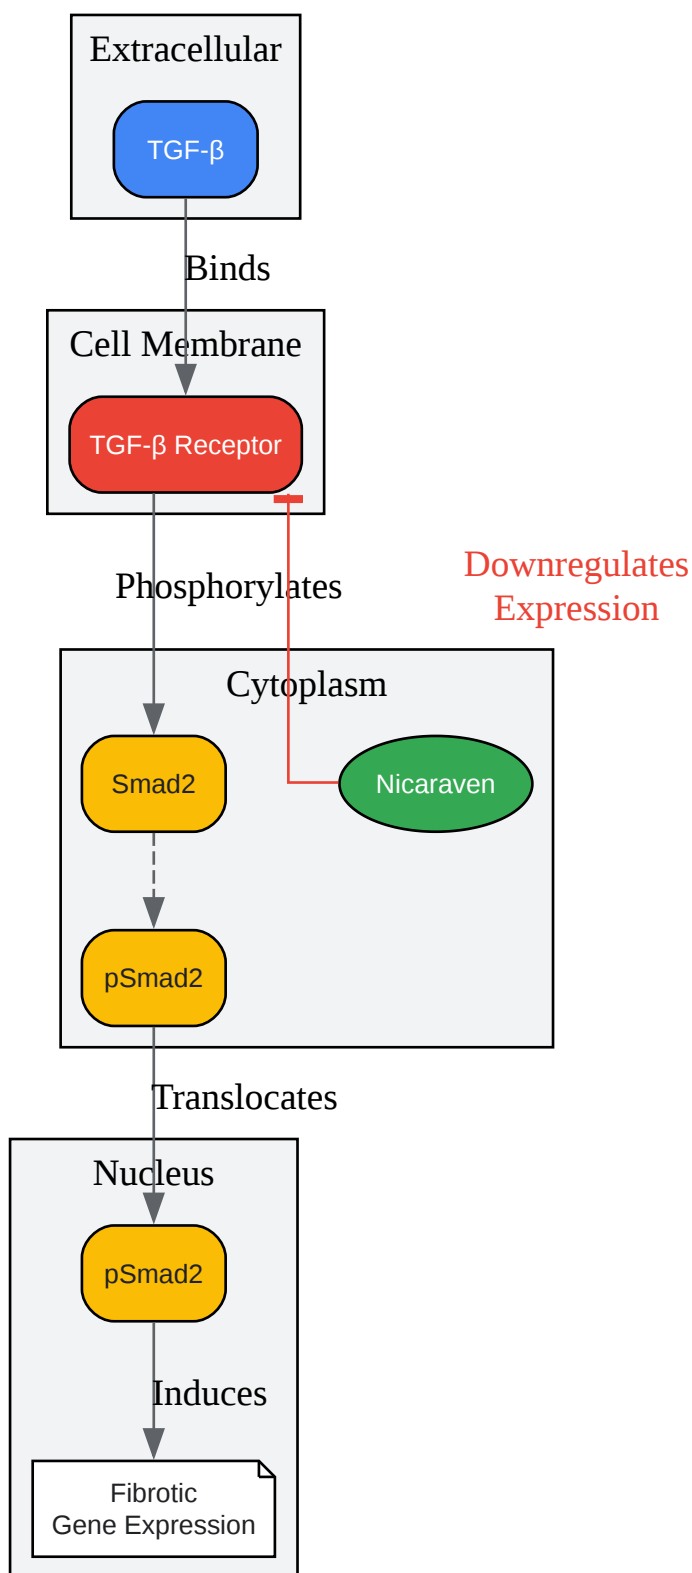 Extracellular
TGF-β
Binds
Cell Membrane
TGF-β Receptor
Phosphorylates
Downregulates
Expression
Cytoplasm
Smad2
Nicaraven
pSmad2
Translocates
Nucleus
pSmad2
Induces
Fibrotic
Gene Expression